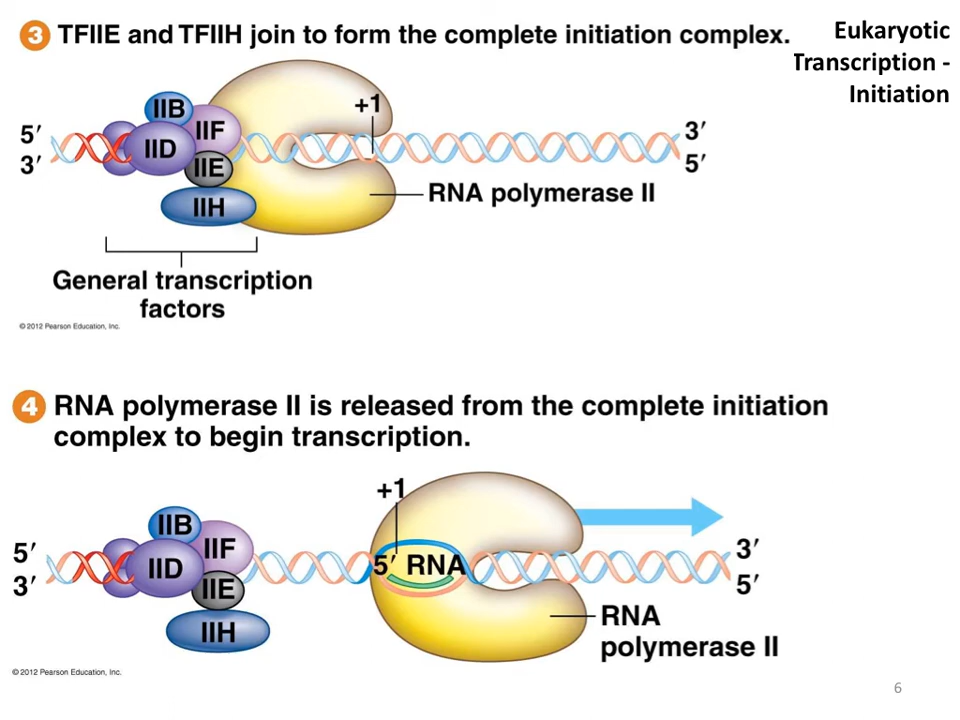 3 TFIIE and TFIIH join to form the complete initiation complex.
Eukaryotic
Transcription -
Initiation
+1
IIB
IIF
5′
3′
IID
3′
5′
IIE
RNA polymerase II
IIH
General transcription
factors
© 2012 Pearson Education, Inc.
4 RNA polymerase II is released from the complete initiation
complex to begin transcription.
+1
IIB
IIF
5′
3′
IID
5′ RNA
3′
5′
IIE
RNA
polymerase II
IIH
© 2012 Pearson Education, Inc.
6